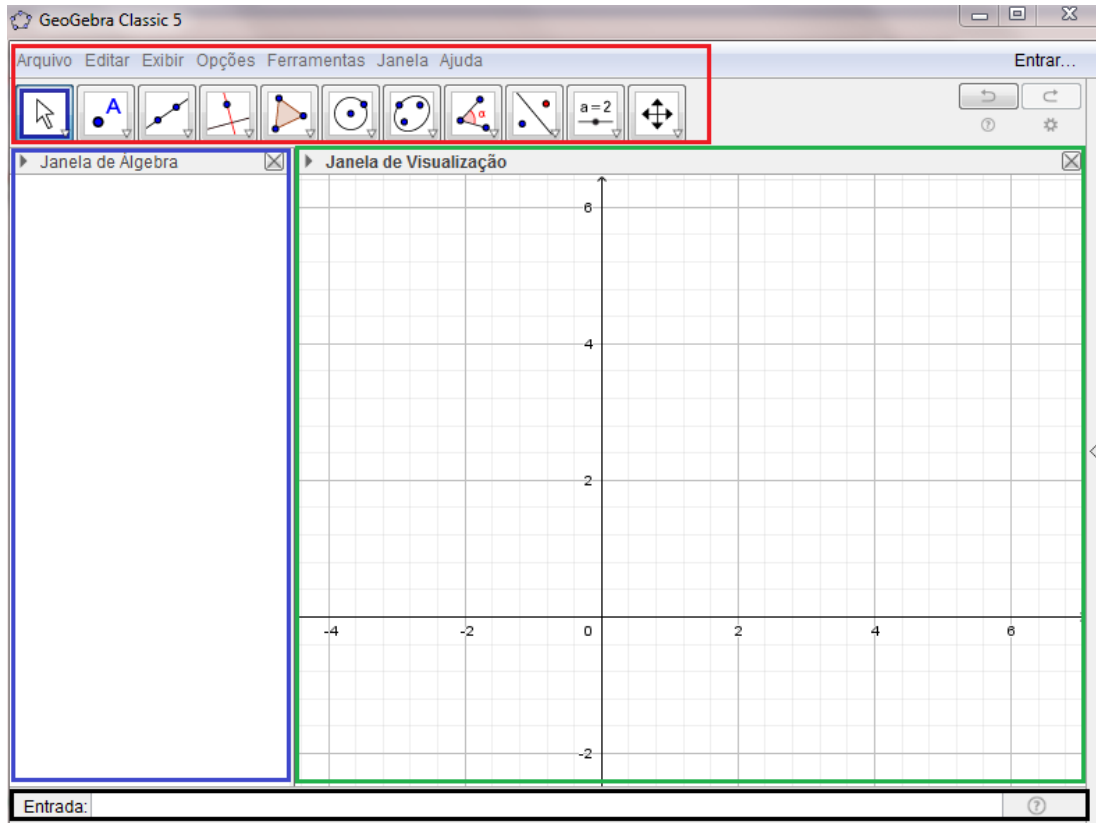 GeoGebra Classic 5
Arquivo Editar Exibir Opções Ferramentas Janela Ajuda Entrar...
A α a=2
Janela de Álgebra Janela de Visualização
6
4
2
-4 -2 0 2 4 6
-2
Entrada: